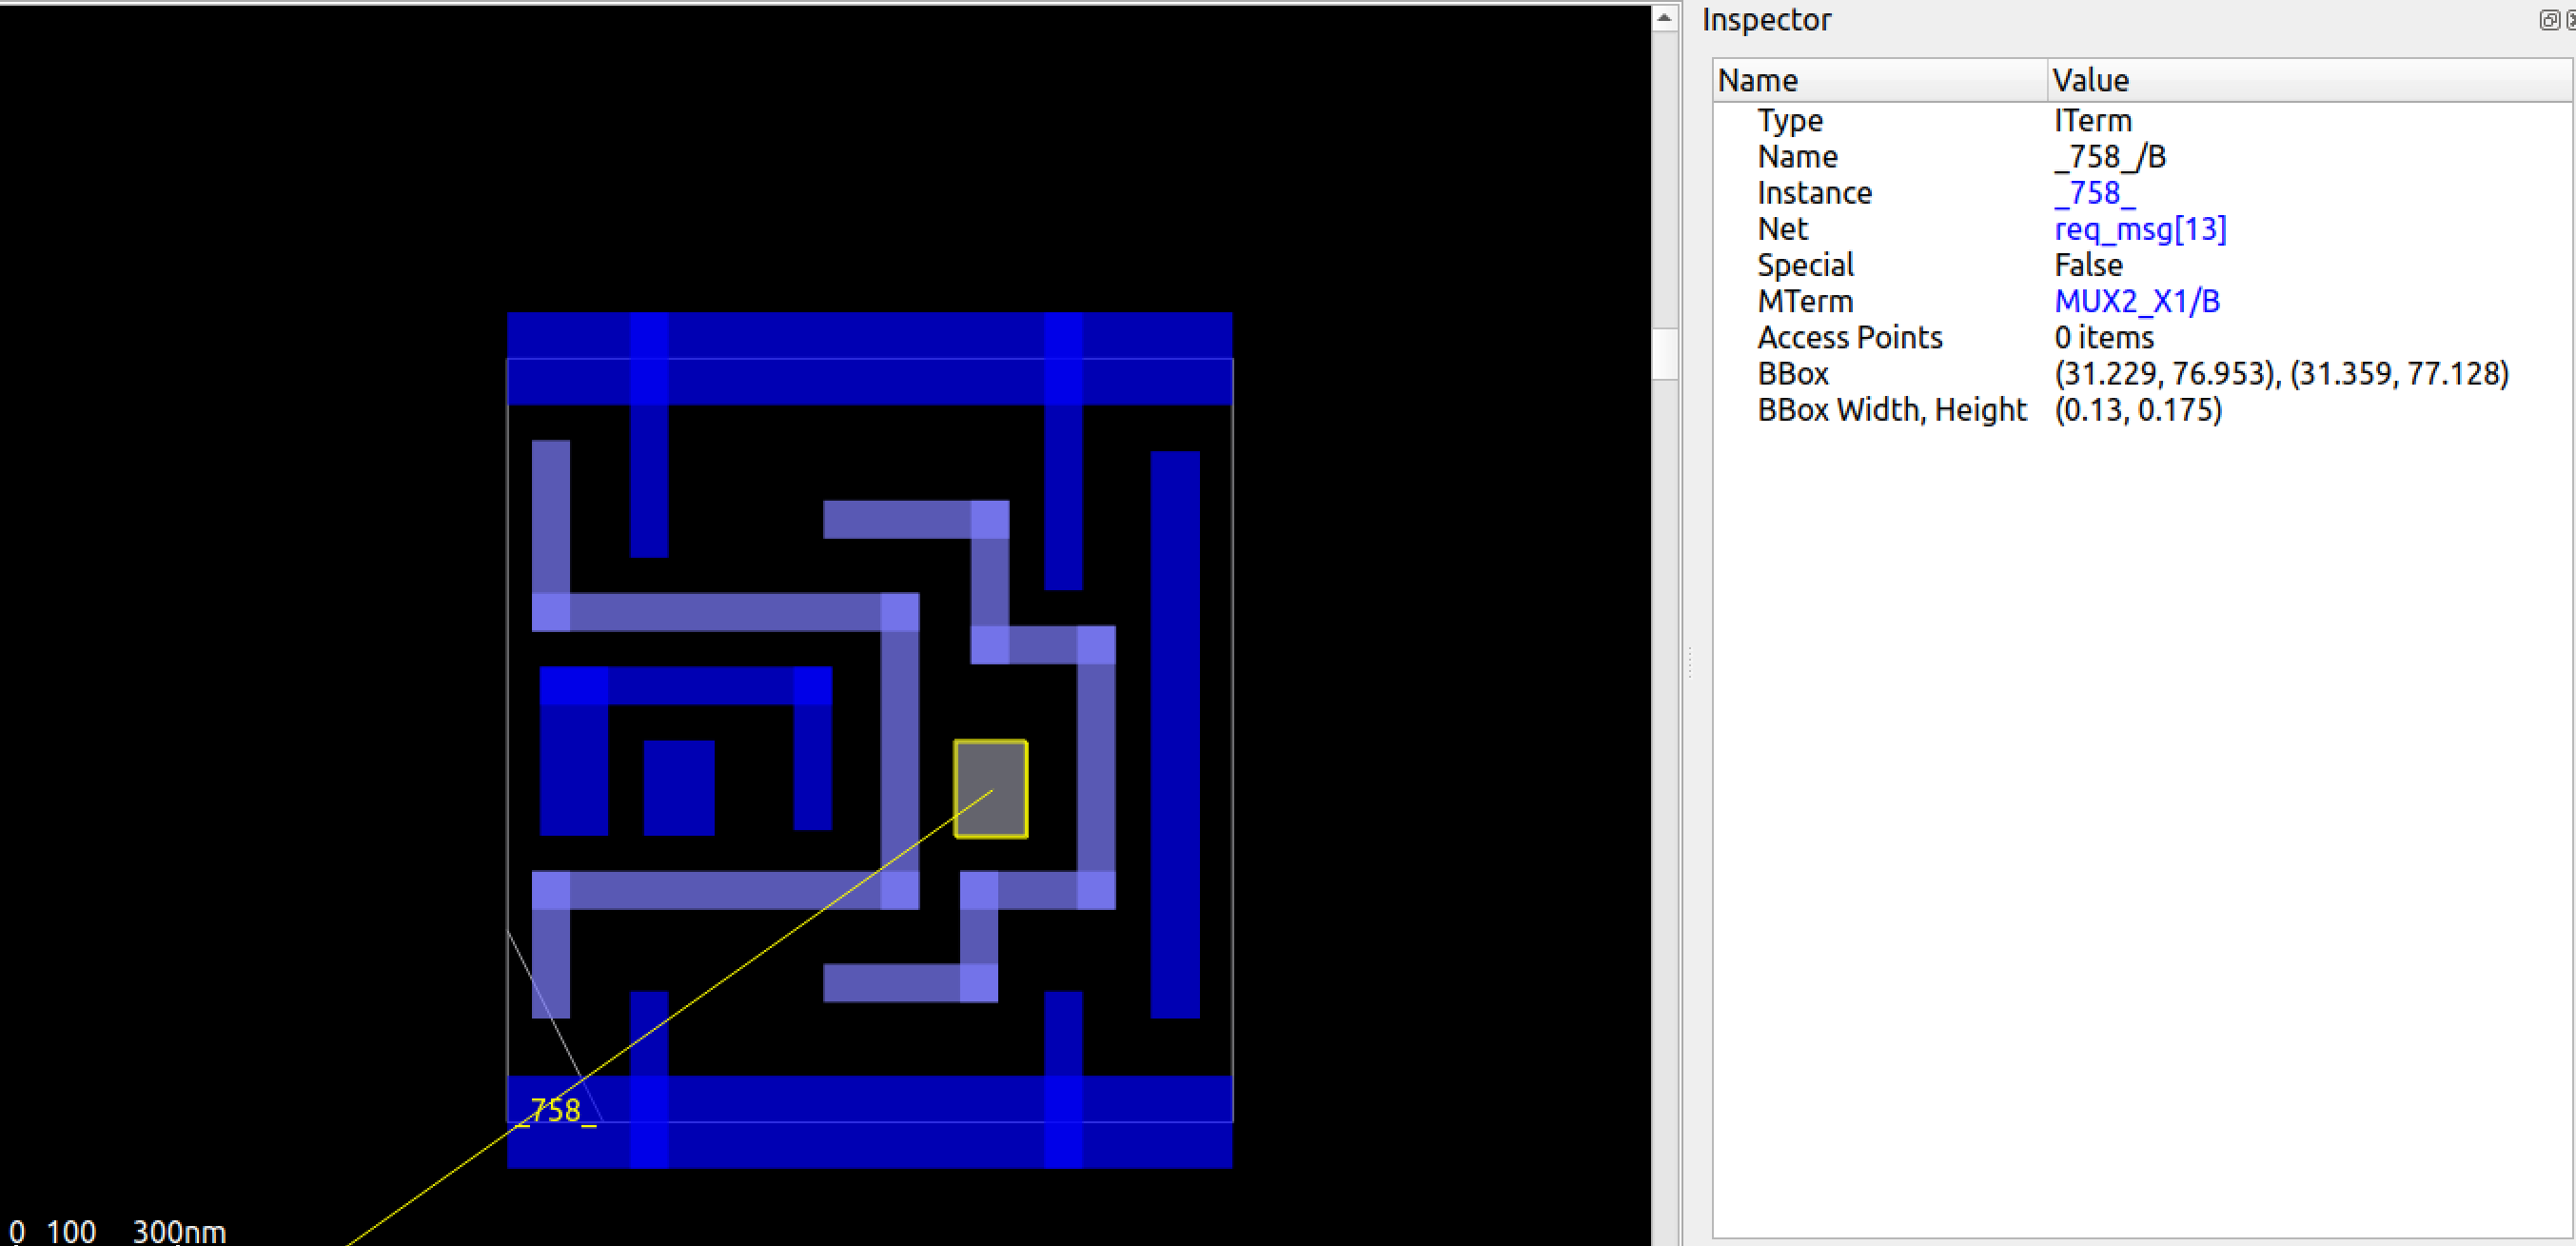 Inspector
Name Value
Type ITerm
Name _758_/B
Instance _758_
Net req_msg[13]
Special False
MTerm MUX2_X1/B
Access Points 0 items
BBox (31.229, 76.953), (31.359, 77.128)
BBox Width, Height (0.13, 0.175)
_758_
0 100 300nm